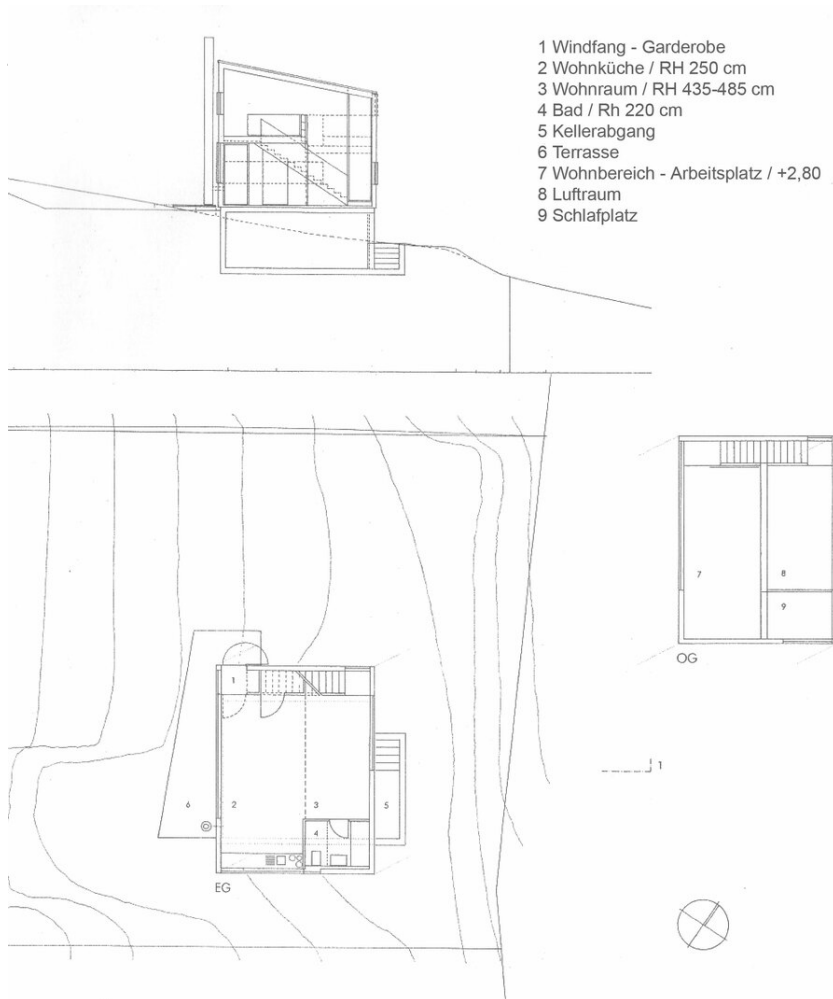 1 Windfang - Garderobe
2 Wohnküche / RH 250 cm
3 Wohnraum / RH 435-485 cm
4 Bad / Rh 220 cm
5 Kellerabgang
6 Terrasse
7 Wohnbereich - Arbeitsplatz / +2,80
8 Luftraum
9 Schlafplatz
7
8
9
OG
1
1
6
2
3
5
4
EG